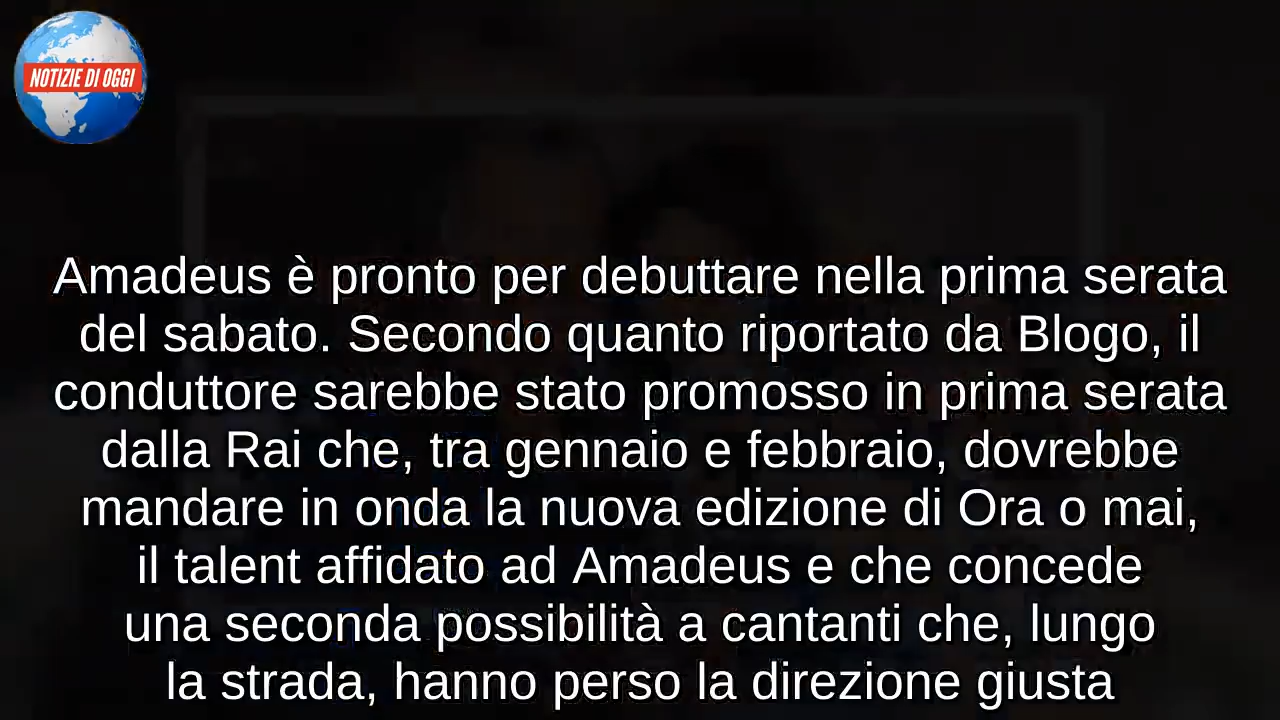 NOTIZIE DI OGGI
Amadeus è pronto per debuttare nella prima serata
del sabato. Secondo quanto riportato da Blogo, il
conduttore sarebbe stato promosso in prima serata
dalla Rai che, tra gennaio e febbraio, dovrebbe
mandare in onda la nuova edizione di Ora o mai,
il talent affidato ad Amadeus e che concede
una seconda possibilità a cantanti che, lungo
la strada, hanno perso la direzione giusta